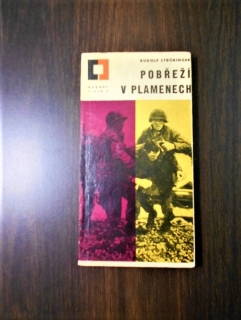 RUDOLF STRÖBINGER
POBŘEŽÍ
V PLAMENECH